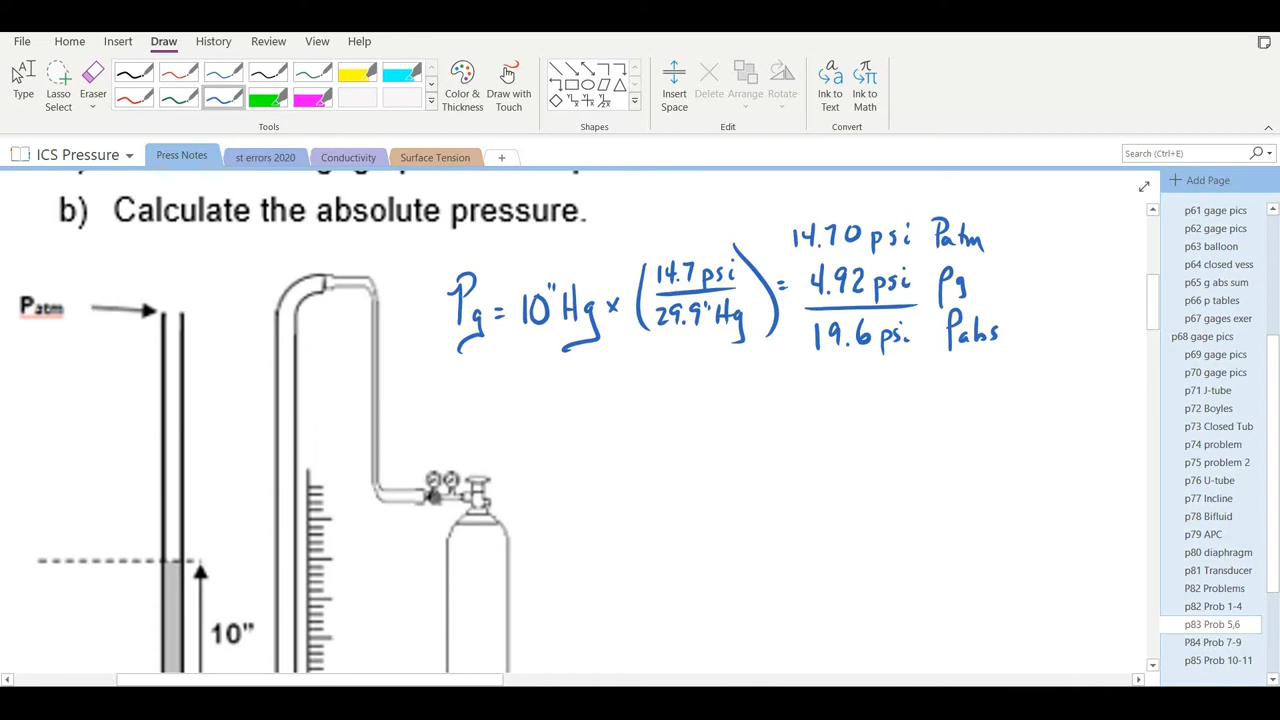 File Home Insert Draw History Review View Help
Type Lasso Select Eraser Color & Thickness Draw with Touch Insert Space Delete Arrange Rotate Ink to Text Ink to Math
Tools Shapes Edit Convert
ICS Pressure Press Notes st errors 2020 Conductivity Surface Tension + Search (Ctrl+E)
+ Add Page
p61 gage pics
p62 gage pics
p63 balloon
p64 closed vess
p65 g abs sum
p66 p tables
p67 gages exer
p68 gage pics
p69 gage pics
p70 gage pics
p71 J-tube
p72 Boyles
p73 Closed Tub
p74 problem
p75 problem 2
p76 U-tube
p77 Incline
p78 Bifluid
p79 APC
p80 diaphragm
p81 Transducer
P82 Problems
p82 Prob 1-4
p83 Prob 5,6
P84 Prob 7-9
p85 Prob 10-11
b) Calculate the absolute pressure.
14.70 psi Patm
Pg = 10" Hg × (14.7 psi / 29.9" Hg) = 4.92 psi Pg
19.6 psi Pabs
Patm
10"